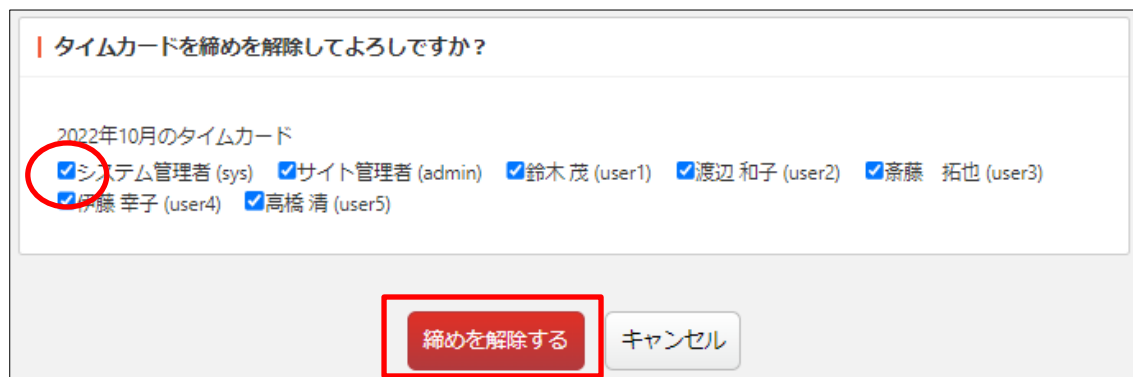 タイムカードを締めを解除してよろしですか？
2022年10月のタイムカード
システム管理者 (sys) サイト管理者 (admin) 鈴木 茂 (user1) 渡辺 和子 (user2) 斎藤　拓也 (user3)
伊藤 幸子 (user4) 高橋 清 (user5)
締めを解除する キャンセル